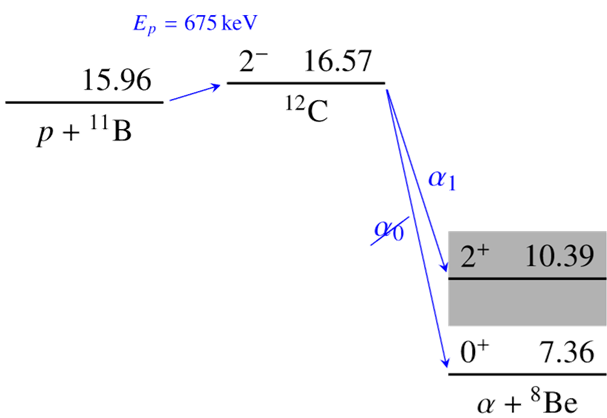 Eₚ = 675 keV
2⁻ 16.57
15.96
¹²C
p + ¹¹B
α₁
α₀
2⁺ 10.39
0⁺ 7.36
α + ⁸Be